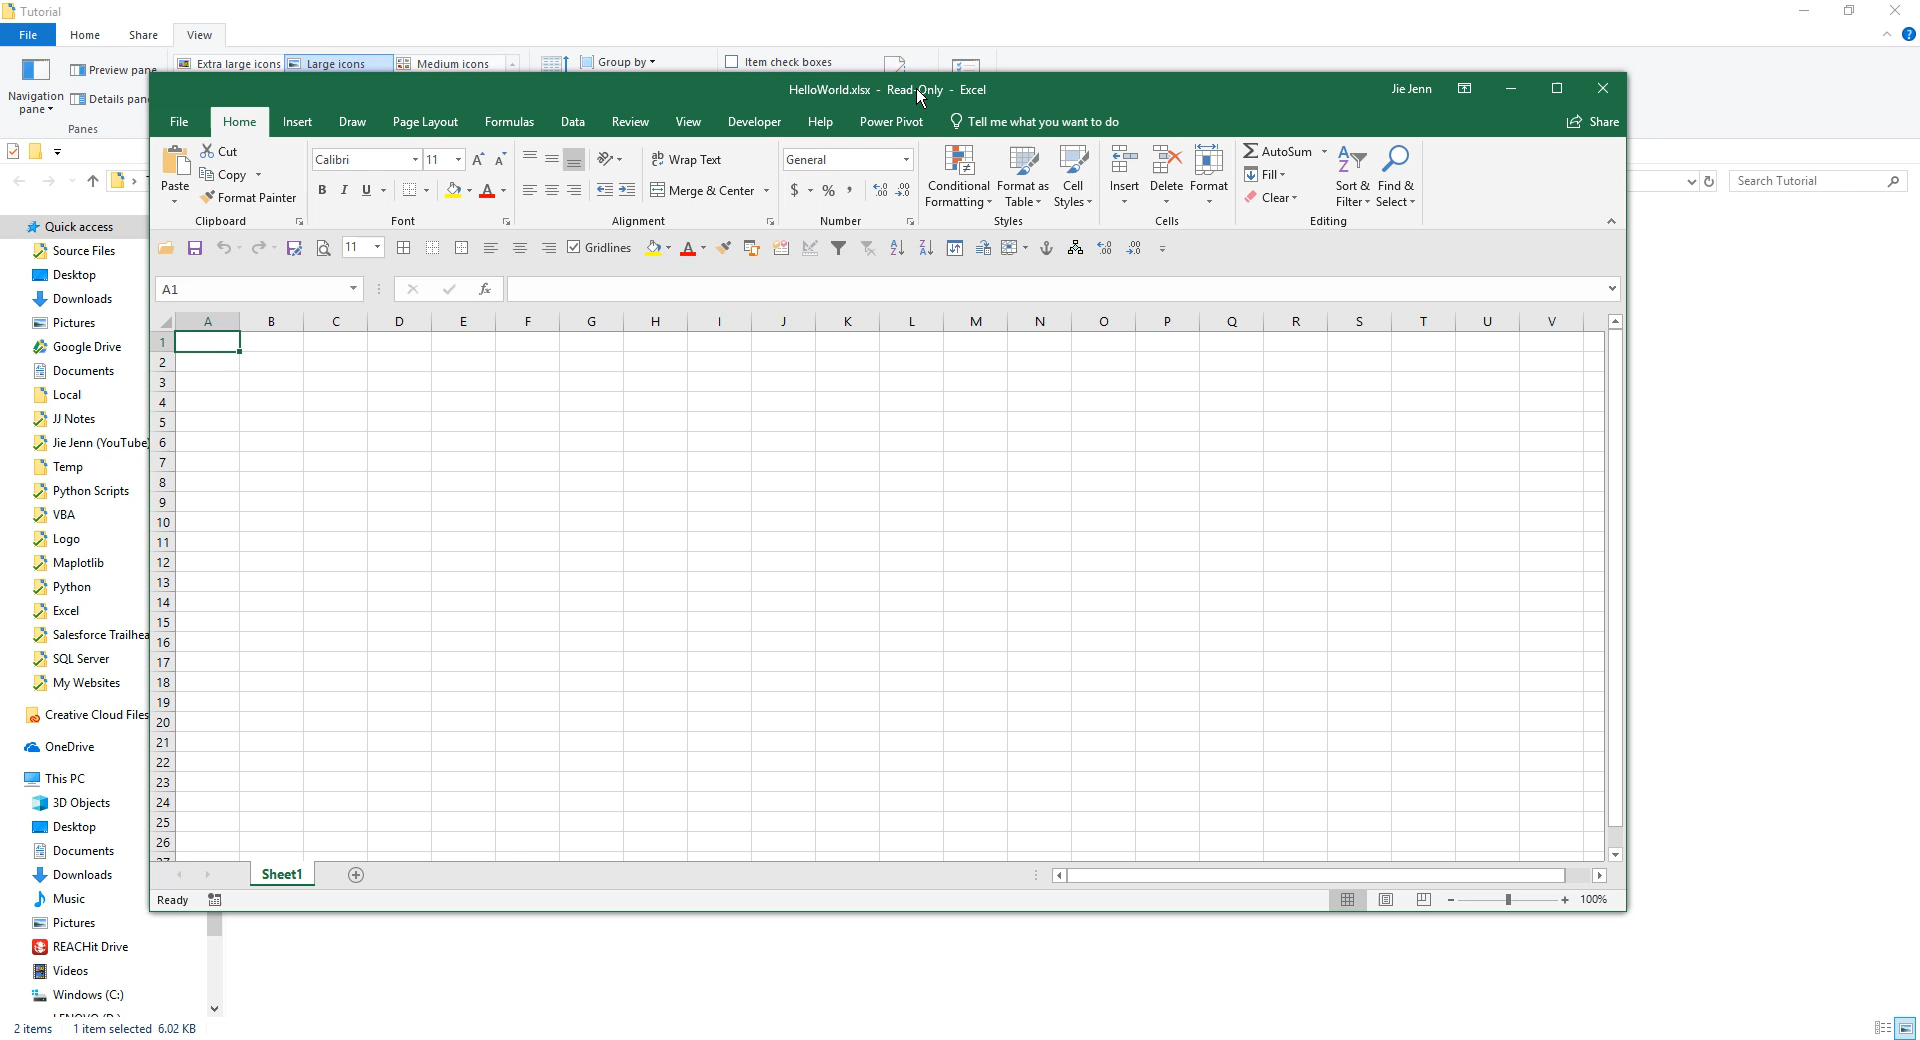 Tutorial
File Home Share View
Extra large icons Large icons Medium icons Group by Item check boxes
Preview pane
Navigation pane
Details pan
Panes
HelloWorld.xlsx - Read-Only - Excel
Jie Jenn
File Home Insert Draw Page Layout Formulas Data Review View Developer Help Power Pivot Tell me what you want to do Share
Paste
Cut
Copy
Format Painter
Clipboard
Calibri 11
B I U
Font
Wrap Text
Merge & Center
Alignment
General
$ % ,
Number
Conditional Formatting
Format as Table
Cell Styles
Styles
Insert Delete Format
Cells
AutoSum
Fill
Clear
Sort & Filter
Find & Select
Editing
Search Tutorial
11 Gridlines
A1
fx
A B C D E F G H I J K L M N O P Q R S T U V
1
2
3
4
5
6
7
8
9
10
11
12
13
14
15
16
17
18
19
20
21
22
23
24
25
26
27
Sheet1
Ready
100%
Quick access
Source Files
Desktop
Downloads
Pictures
Google Drive
Documents
Local
JJ Notes
Jie Jenn (YouTube)
Temp
Python Scripts
VBA
Logo
Maplotlib
Python
Excel
Salesforce Trailhea
SQL Server
My Websites
Creative Cloud Files
OneDrive
This PC
3D Objects
Desktop
Documents
Downloads
Music
Pictures
REACHit Drive
Videos
Windows (C:)
2 items 1 item selected 6.02 KB